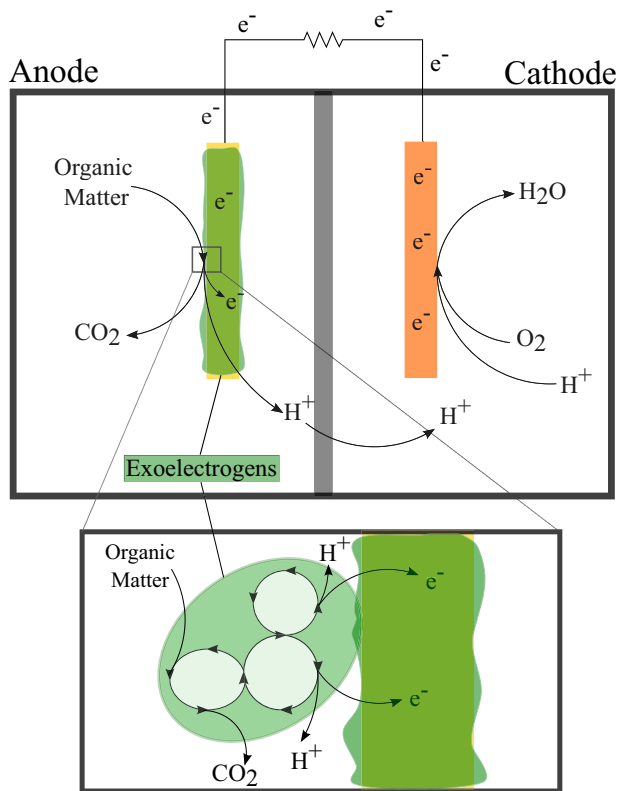 e⁻
e⁻
e⁻
Anode
Cathode
e⁻
Organic
Matter
e⁻
e⁻
H₂O
e⁻
e⁻
CO₂
e⁻
O₂
H⁺
H⁺
H⁺
Exoelectrogens
Organic
Matter
H⁺
e⁻
e⁻
H⁺
CO₂